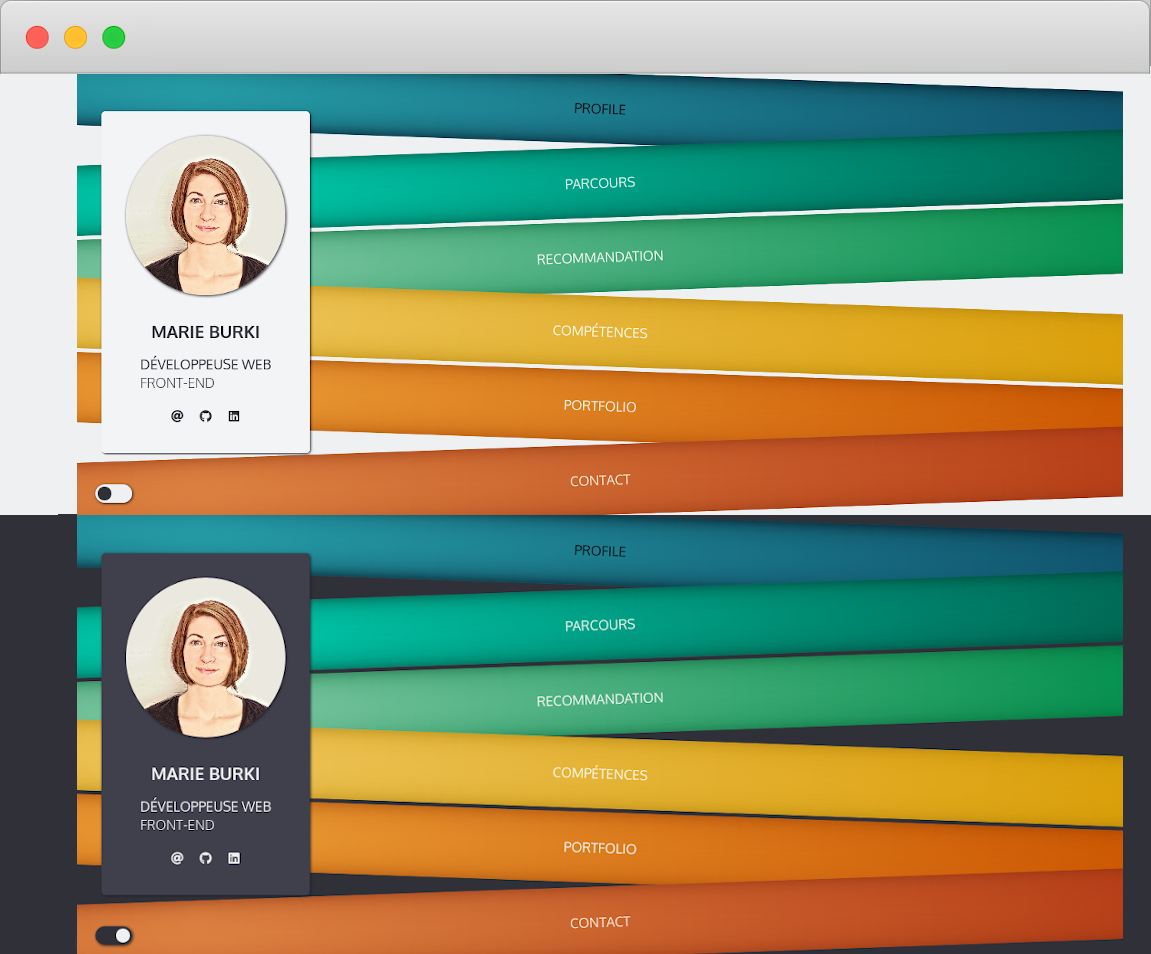 PROFILE
PARCOURS
RECOMMANDATION
COMPÉTENCES
PORTFOLIO
CONTACT
MARIE BURKI
DÉVELOPPEUSE WEB
FRONT-END
PROFILE
PARCOURS
RECOMMANDATION
COMPÉTENCES
PORTFOLIO
CONTACT
MARIE BURKI
DÉVELOPPEUSE WEB
FRONT-END